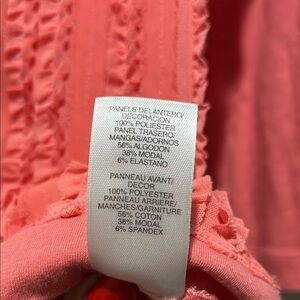 PANELS DELANTERO/
DECORACION
100% POLIESTER
PANEL TRASERO/
MANGAS/ADORNOS
56% ALGODON
38% MODAL
6% ELASTANO
PANNEAU AVANT/
DECOR
100% POLYESTER
PANNEAU ARRIERE/
MANCHES/GARNITURE
56% COTON
38% MODAL
6% SPANDEX